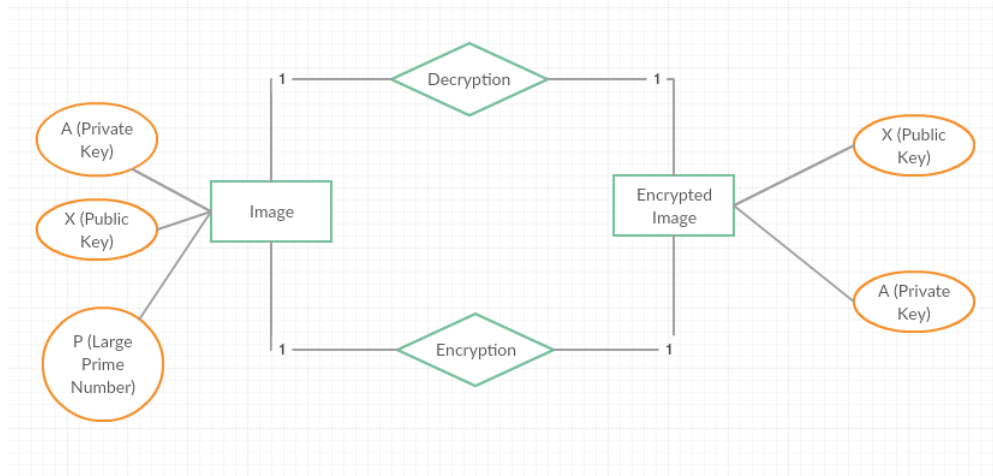 1
Decryption
1
A (Private
Key)
X (Public
Key)
P (Large
Prime
Number)
Image
Encrypted
Image
X (Public
Key)
A (Private
Key)
1
Encryption
1